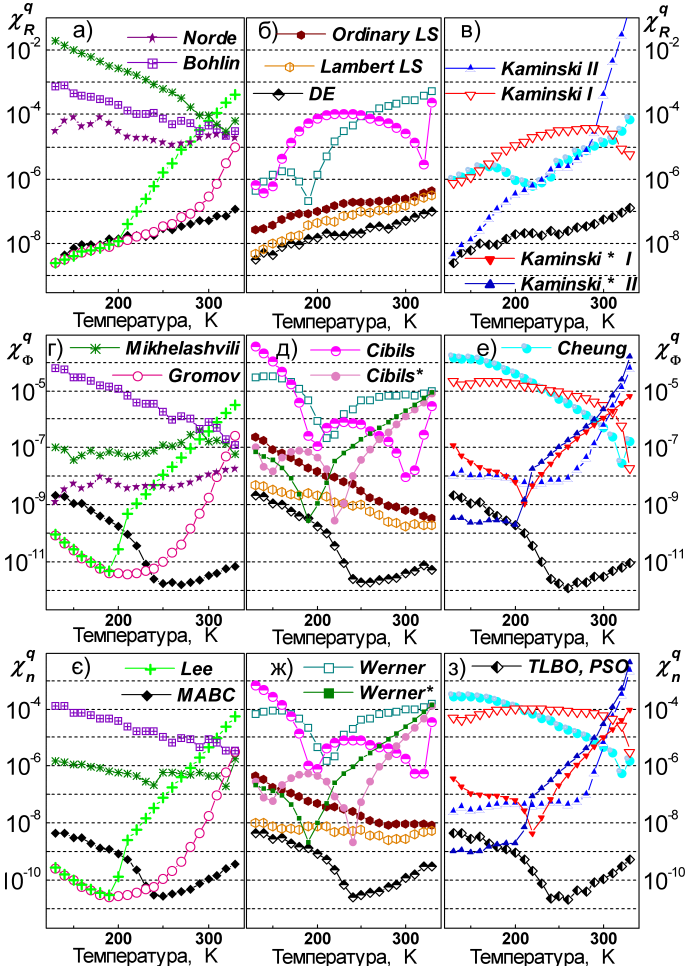 χ_R^q
а)
Norde
Bohlin
б)
Ordinary LS
Lambert LS
DE
в)
Kaminski II
Kaminski I
Kaminski * I
Kaminski * II
χ_R^q
10^-2
10^-4
10^-6
10^-8
10^-2
10^-4
10^-6
10^-8
200
300
200
300
200
300
Температура, К
Температура, К
Температура, К
χ_Φ^q
г)
Mikhelashvili
Gromov
д)
Cibils
Cibils*
е)
Cheung
χ_Φ^q
10^-5
10^-7
10^-9
10^-11
10^-5
10^-7
10^-9
10^-11
200
300
200
300
200
300
Температура, К
Температура, К
Температура, К
χ_n^q
є)
Lee
MABC
ж)
Werner
Werner*
з)
TLBO, PSO
χ_n^q
10^-4
10^-6
10^-8
10^-10
10^-4
10^-6
10^-8
10^-10
200
300
200
300
200
300
Температура, К
Температура, К
Температура, К